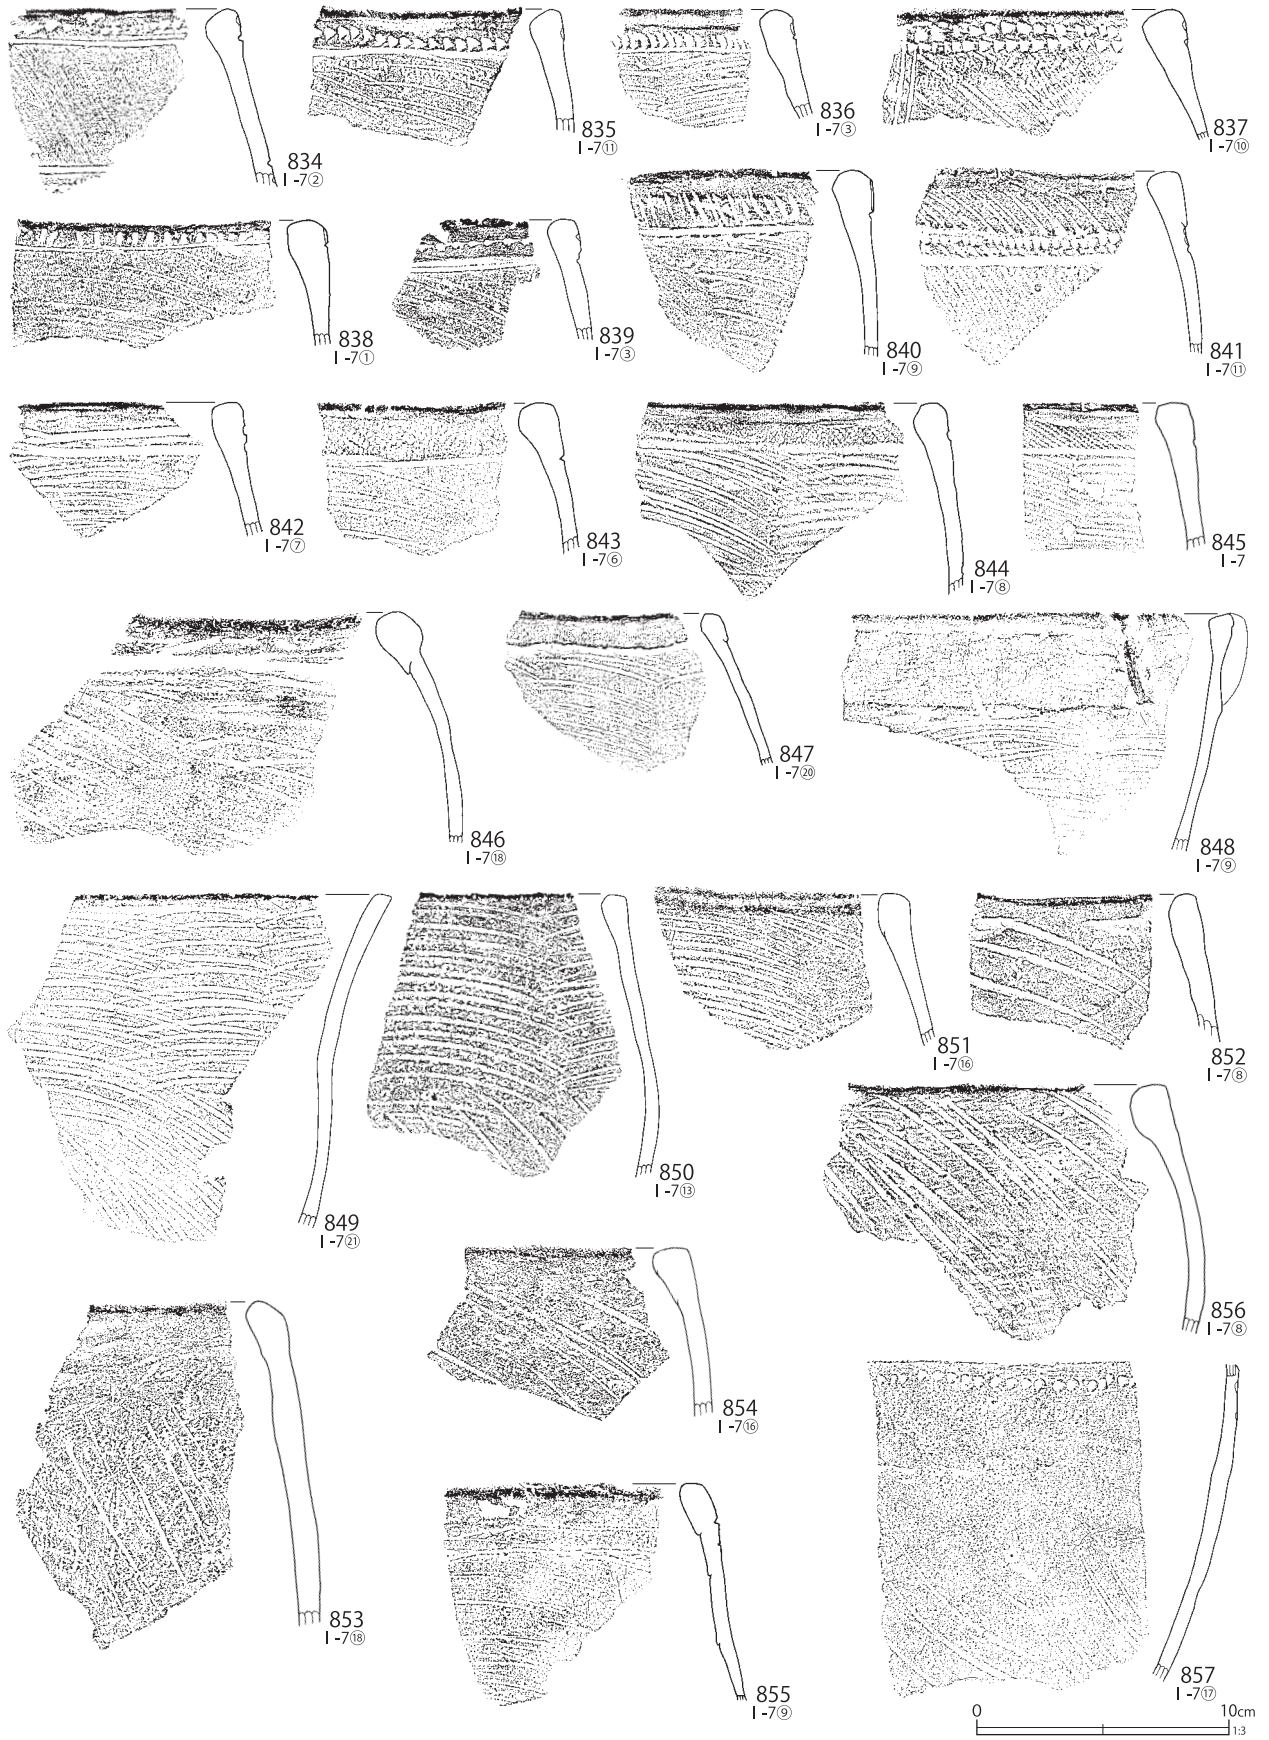 834
I -7②
835
I -7⑪
836
I -7③
837
I -7⑩
838
I -7①
839
I -7③
840
I -7⑨
841
I -7⑪
842
I -7⑦
843
I -7⑥
844
I -7⑧
845
I -7
846
I -7⑱
847
I -7⑳
848
I -7⑨
849
I -7㉑
850
I -7⑬
851
I -7⑯
852
I -7⑧
853
I -7⑱
854
I -7⑯
855
I -7⑨
856
I -7⑧
857
I -7⑰
0 10cm
1:3